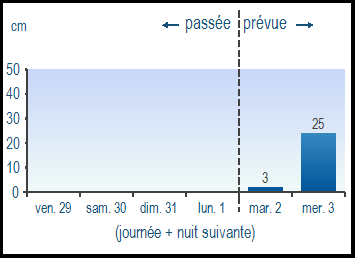 passée prévue
cm
50
40
30
20
10
0
3
25
ven. 29 sam. 30 dim. 31 lun. 1 mar. 2 mer. 3
(journée + nuit suivante)